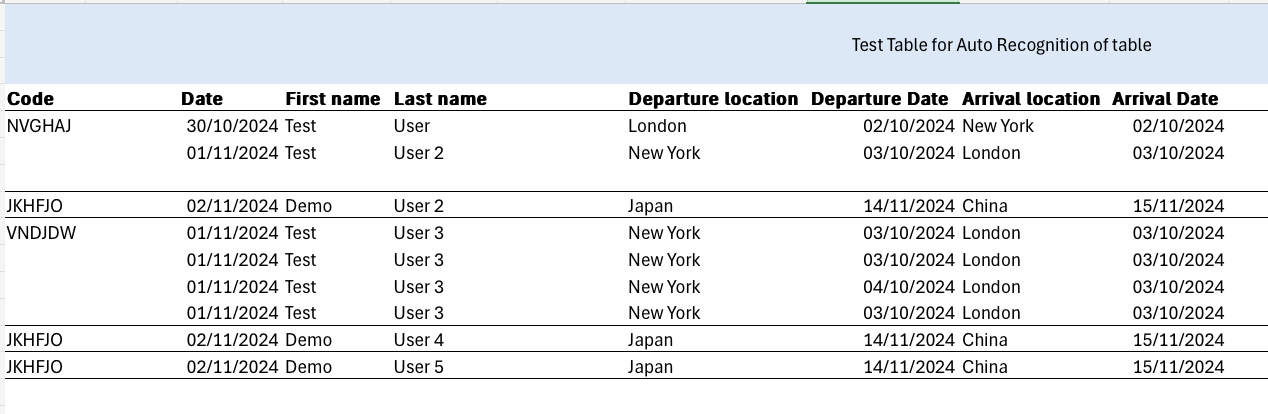 Test Table for Auto Recognition of table
Code Date First name Last name Departure location Departure Date Arrival location Arrival Date
NVGHAJ 30/10/2024 Test User London 02/10/2024 New York 02/10/2024
01/11/2024 Test User 2 New York 03/10/2024 London 03/10/2024
JKHFJO 02/11/2024 Demo User 2 Japan 14/11/2024 China 15/11/2024
VNDJDW 01/11/2024 Test User 3 New York 03/10/2024 London 03/10/2024
01/11/2024 Test User 3 New York 03/10/2024 London 03/10/2024
01/11/2024 Test User 3 New York 04/10/2024 London 03/10/2024
01/11/2024 Test User 3 New York 03/10/2024 London 03/10/2024
JKHFJO 02/11/2024 Demo User 4 Japan 14/11/2024 China 15/11/2024
JKHFJO 02/11/2024 Demo User 5 Japan 14/11/2024 China 15/11/2024